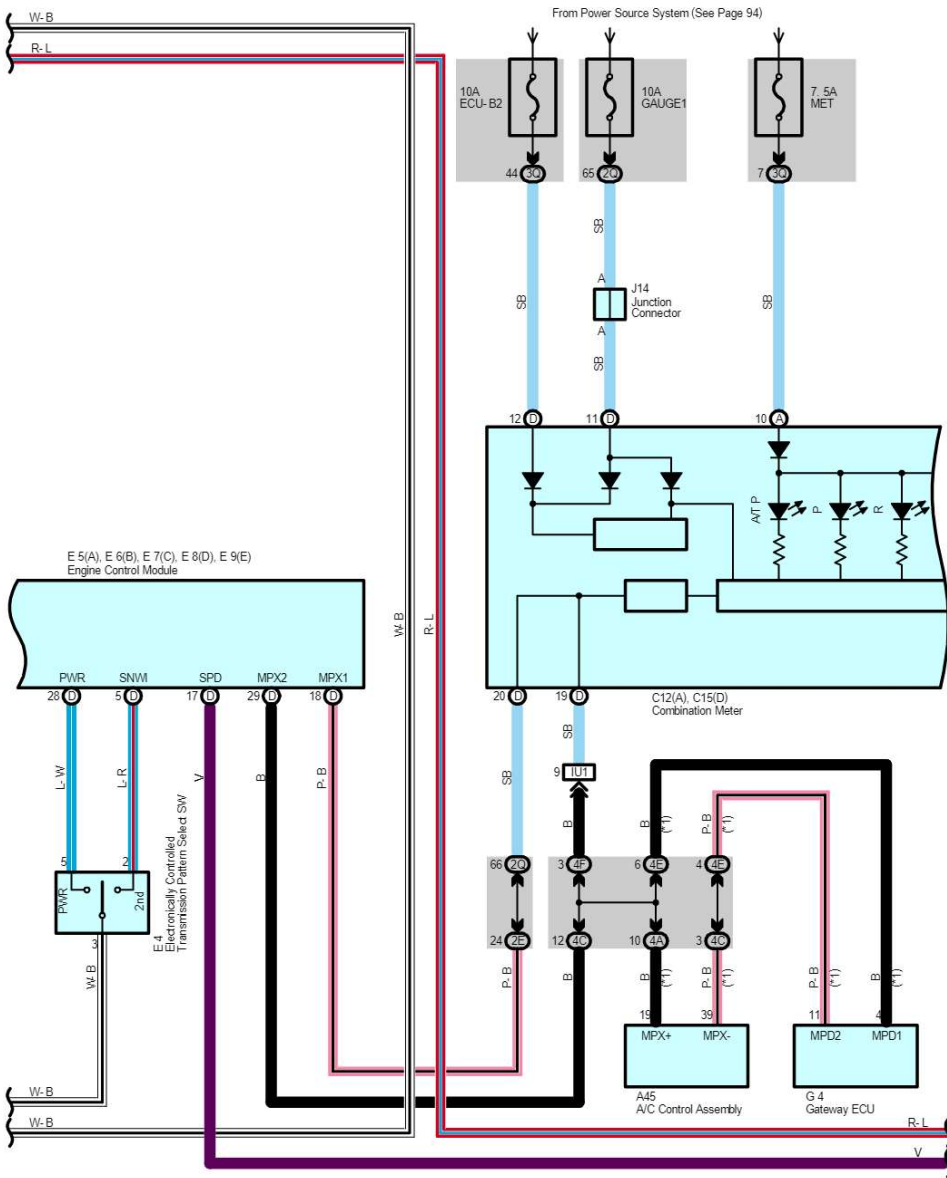 W- B
From Power Source System (See Page 94)
R- L
10A
ECU- B2
10A
GAUGE1
7. 5A
MET
44 3Q
65 2Q
7 3Q
SB
A
J14
Junction
Connector
SB
SB
A
SB
12 D
11 D
10 A
A/T P
P
R
E 5(A), E 6(B), E 7(C), E 8(D), E 9(E)
Engine Control Module
W- B
R- L
PWR SNWI SPD MPX2 MPX1
28 D
5 D
17 D
29 D
18 D
20 D
19 D
C12(A), C15(D)
Combination Meter
L- W
L- R
V
B
P- B
SB
SB
9 IU1
B
B
(*1)
P- B
(*1)
5
2
PWR
2nd
3
E 4
Electronically Controlled
Transmission Pattern Select SW
66 2Q
3 4F
6 4E
4 4E
24 2E
12 4C
10 4A
3 4C
W- B
P- B
B
B
(*1)
P- B
(*1)
P- B
(*1)
B
(*1)
19
39
11
4
MPX+ MPX-
MPD2 MPD1
A45
A/C Control Assembly
G 4
Gateway ECU
W- B
W- B
R- L
V